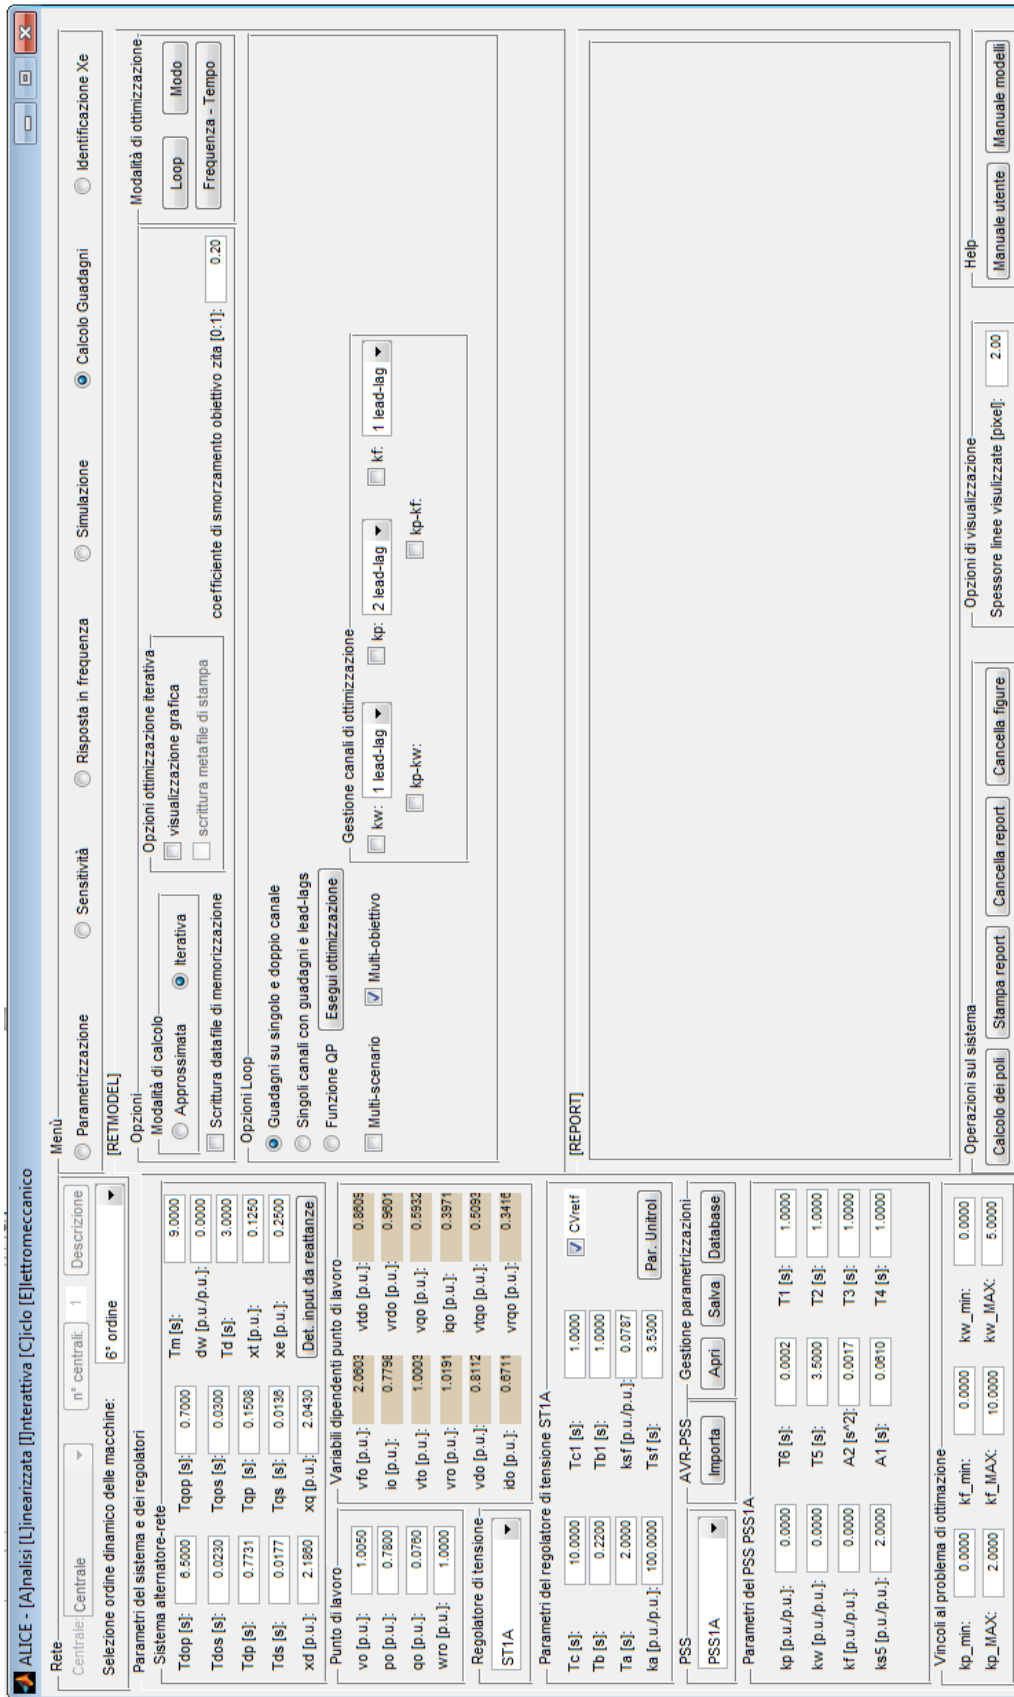 ALICE - [A]nalisi [L]inearizzata [I]nterattiva [C]iclo [E]lettromeccanico
Rete
Centrale: Centrale n° centrali: 1 Descrizione
Selezione ordine dinamico delle macchine: 6° ordine
Parametri del sistema e dei regolatori
Sistema alternatore-rete
Tdop [s]: 6.5000 Tqop [s]: 0.7000 Tm [s]: 9.0000
Tdos [s]: 0.0230 Tqos [s]: 0.0300 dw [p.u./p.u.]: 0.0000
Tdp [s]: 0.7731 Tqp [s]: 0.1508 Td [s]: 3.0000
Tds [s]: 0.0177 Tqs [s]: 0.0136 xt [p.u.]: 0.1250
xd [p.u.]: 2.1860 xq [p.u.]: 2.0430 xe [p.u.]: 0.2500
Det. input da reattanze
Punto di lavoro
vo [p.u.]: 1.0050
po [p.u.]: 0.7800
qo [p.u.]: 0.0760
wro [p.u.]: 1.0000
Variabili dipendenti punto di lavoro
vfo [p.u.]: 2.0603 vtdo [p.u.]: 0.8605
io [p.u.]: 0.7798 vrdo [p.u.]: 0.9601
vto [p.u.]: 1.0003 vqo [p.u.]: 0.5932
vro [p.u.]: 1.0191 iqo [p.u.]: 0.3971
vdo [p.u.]: 0.8112 vtqo [p.u.]: 0.5093
ido [p.u.]: 0.6711 vrqo [p.u.]: 0.3416
Regolatore di tensione
ST1A
Parametri del regolatore di tensione ST1A
Tc [s]: 10.0000 Tc1 [s]: 1.0000 CVretf
Tb [s]: 0.2200 Tb1 [s]: 1.0000
Ta [s]: 2.0000 ksf [p.u./p.u.]: 0.0787
ka [p.u./p.u.]: 100.0000 Tsf [s]: 3.5300 Par. Unitrol
PSS
PSS1A
AVR-PSS
Importa
Gestione parametrizzazioni
Apri Salva Database
Parametri del PSS PSS1A
kp [p.u./p.u.]: 0.0000 T6 [s]: 0.0002 T1 [s]: 1.0000
kw [p.u./p.u.]: 0.0000 T5 [s]: 3.5000 T2 [s]: 1.0000
kf [p.u./p.u.]: 0.0000 A2 [s^2]: 0.0017 T3 [s]: 1.0000
ks5 [p.u./p.u.]: 2.0000 A1 [s]: 0.0610 T4 [s]: 1.0000
Vincoli al problema di ottimazione
kp_min: 0.0000 kf_min: 0.0000 kw_min: 0.0000
kp_MAX: 2.0000 kf_MAX: 10.0000 kw_MAX: 5.0000
Menù
Parametrizzazione Sensitività Risposta in frequenza Simulazione Calcolo Guadagni Identificazione Xe
[RETMODEL]
Opzioni
Modalità di calcolo
Approssimata Iterativa
Scrittura datafile di memorizzazione
Opzioni ottimizzazione iterativa
visualizzazione grafica
scrittura metafile di stampa
coefficiente di smorzamento obiettivo zita [0:1]: 0.20
Modalità di ottimizzazione
Loop Modo
Frequenza - Tempo
Opzioni Loop
Guadagni su singolo e doppio canale
Singoli canali con guadagni e lead-lags
Funzione QP Esegui ottimizzazione
Multi-scenario Multi-obiettivo
Gestione canali di ottimizzazione
kw: 1 lead-lag kp: 2 lead-lag kf: 1 lead-lag
kp-kw: kp-kf:
[REPORT]
Operazioni sul sistema
Calcolo dei poli Stampa report Cancella report Cancella figure
Opzioni di visualizzazione
Spessore linee visulizzate [pixel]: 2.00
Help
Manuale utente Manuale modelli